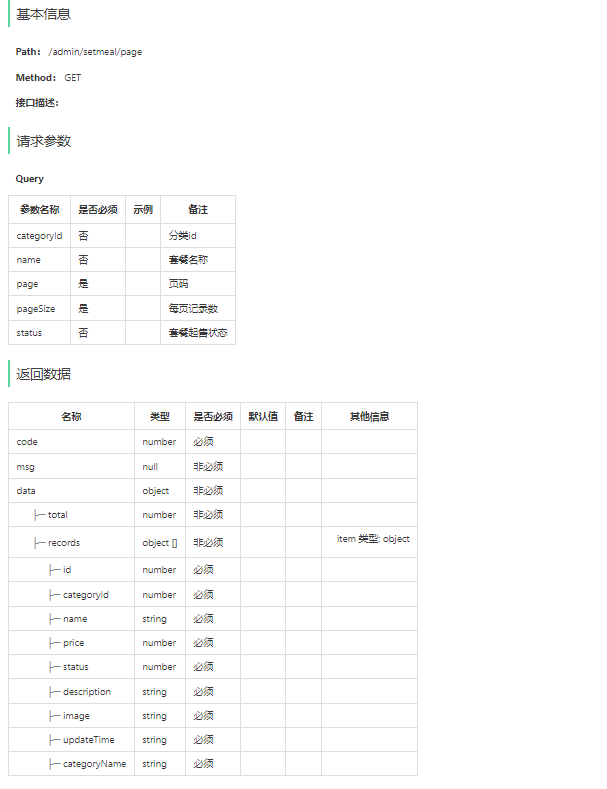 基本信息
Path： /admin/setmeal/page
Method： GET
接口描述：
请求参数
Query
参数名称 是否必须 示例 备注
categoryId 否 分类id
name 否 套餐名称
page 是 页码
pageSize 是 每页记录数
status 否 套餐起售状态
返回数据
名称 类型 是否必须 默认值 备注 其他信息
code number 必须
msg null 非必须
data object 非必须
├─ total number 非必须
├─ records object [] 非必须 item 类型: object
├─ id number 必须
├─ categoryId number 必须
├─ name string 必须
├─ price number 必须
├─ status number 必须
├─ description string 必须
├─ image string 必须
├─ updateTime string 必须
├─ categoryName string 必须